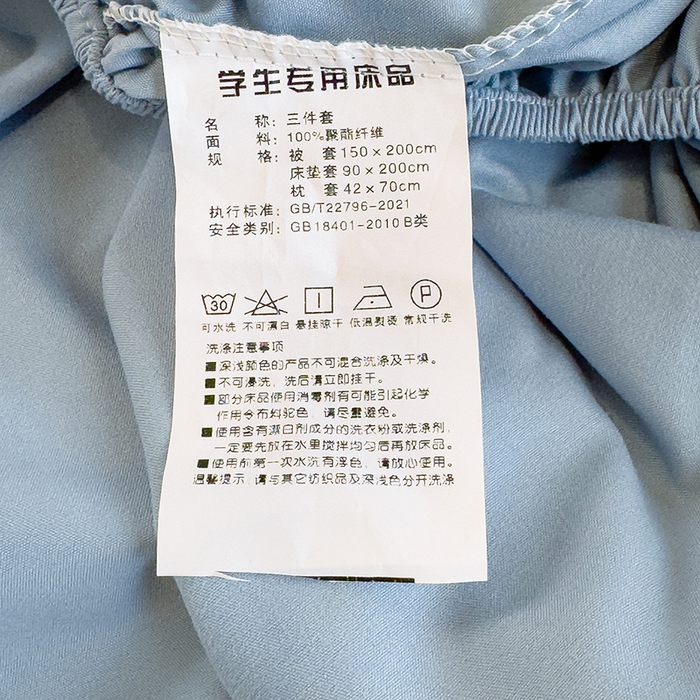 学生专用床品
名 称：三件套
面 料：100%聚酯纤维
规 格：被 套 150×200cm
床垫套 90×200cm
枕 套 42×70cm
执行标准：GB/T22796-2021
安全类别：GB18401-2010 B类
30 P
可水洗 不可漂白 悬挂晾干 低温熨烫 常规干洗
洗涤注意事项
■深浅颜色的产品不可混合洗涤及干燥。
■不可浸洗，洗后请立即挂干。
■部分床品使用消毒剂有可能引起化学
作用令布料驼色，请尽量避免。
■使用含有漂白剂成分的洗衣粉或洗涤剂，
一定要先放在水里搅拌均匀后再放床品。
■使用前第一次水洗有浮色，请放心使用。
温馨提示：请与其它纺织品及深浅色分开洗涤